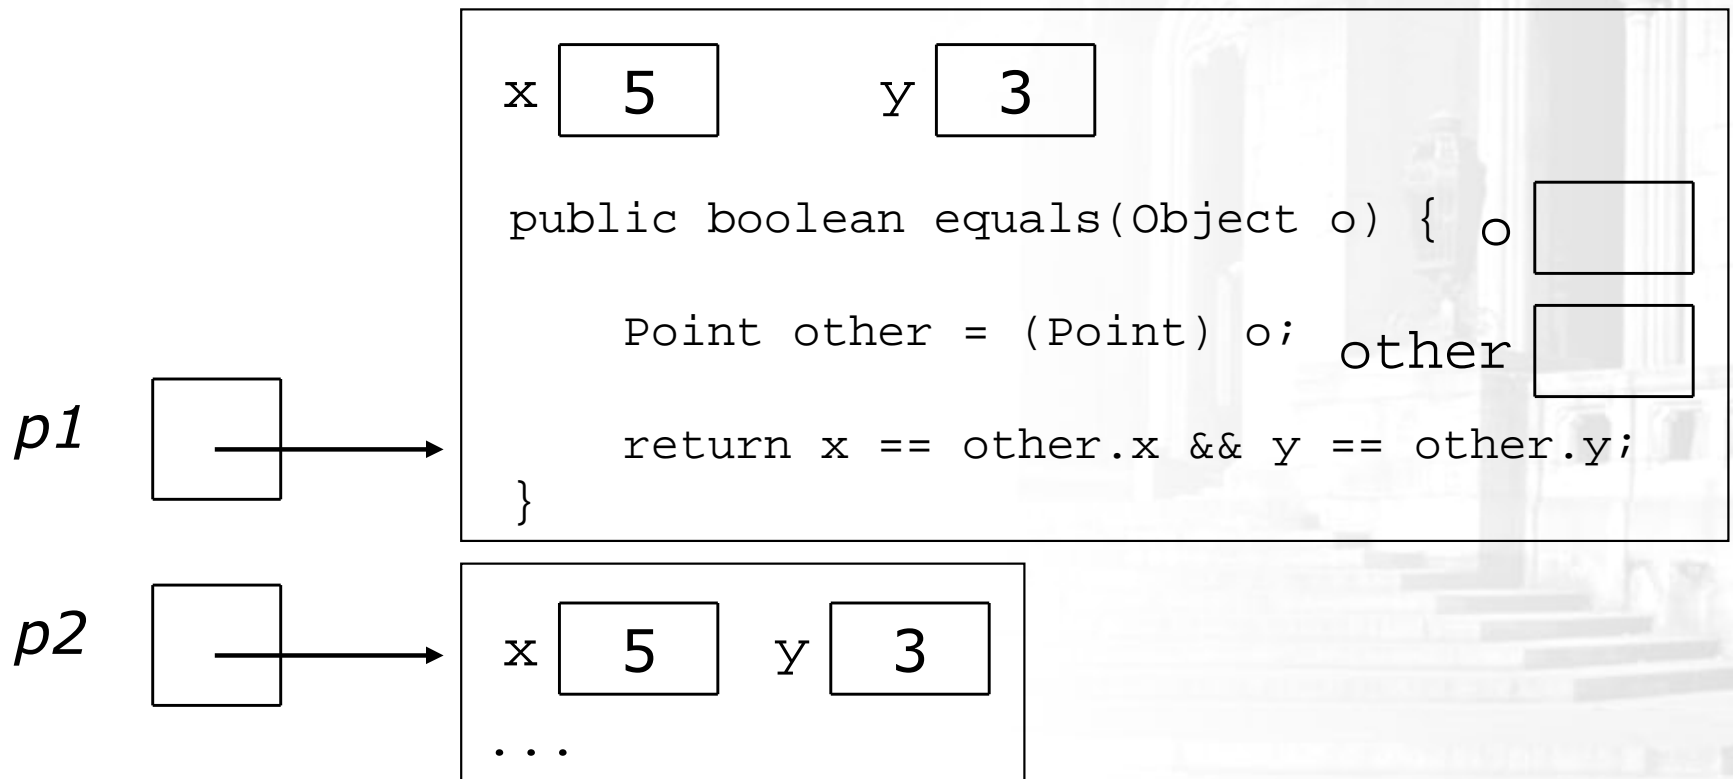 x 5 y 3
public boolean equals(Object o) { o
Point other = (Point) o; other
p1
return x == other.x && y == other.y;
}
p2
x 5 y 3
...